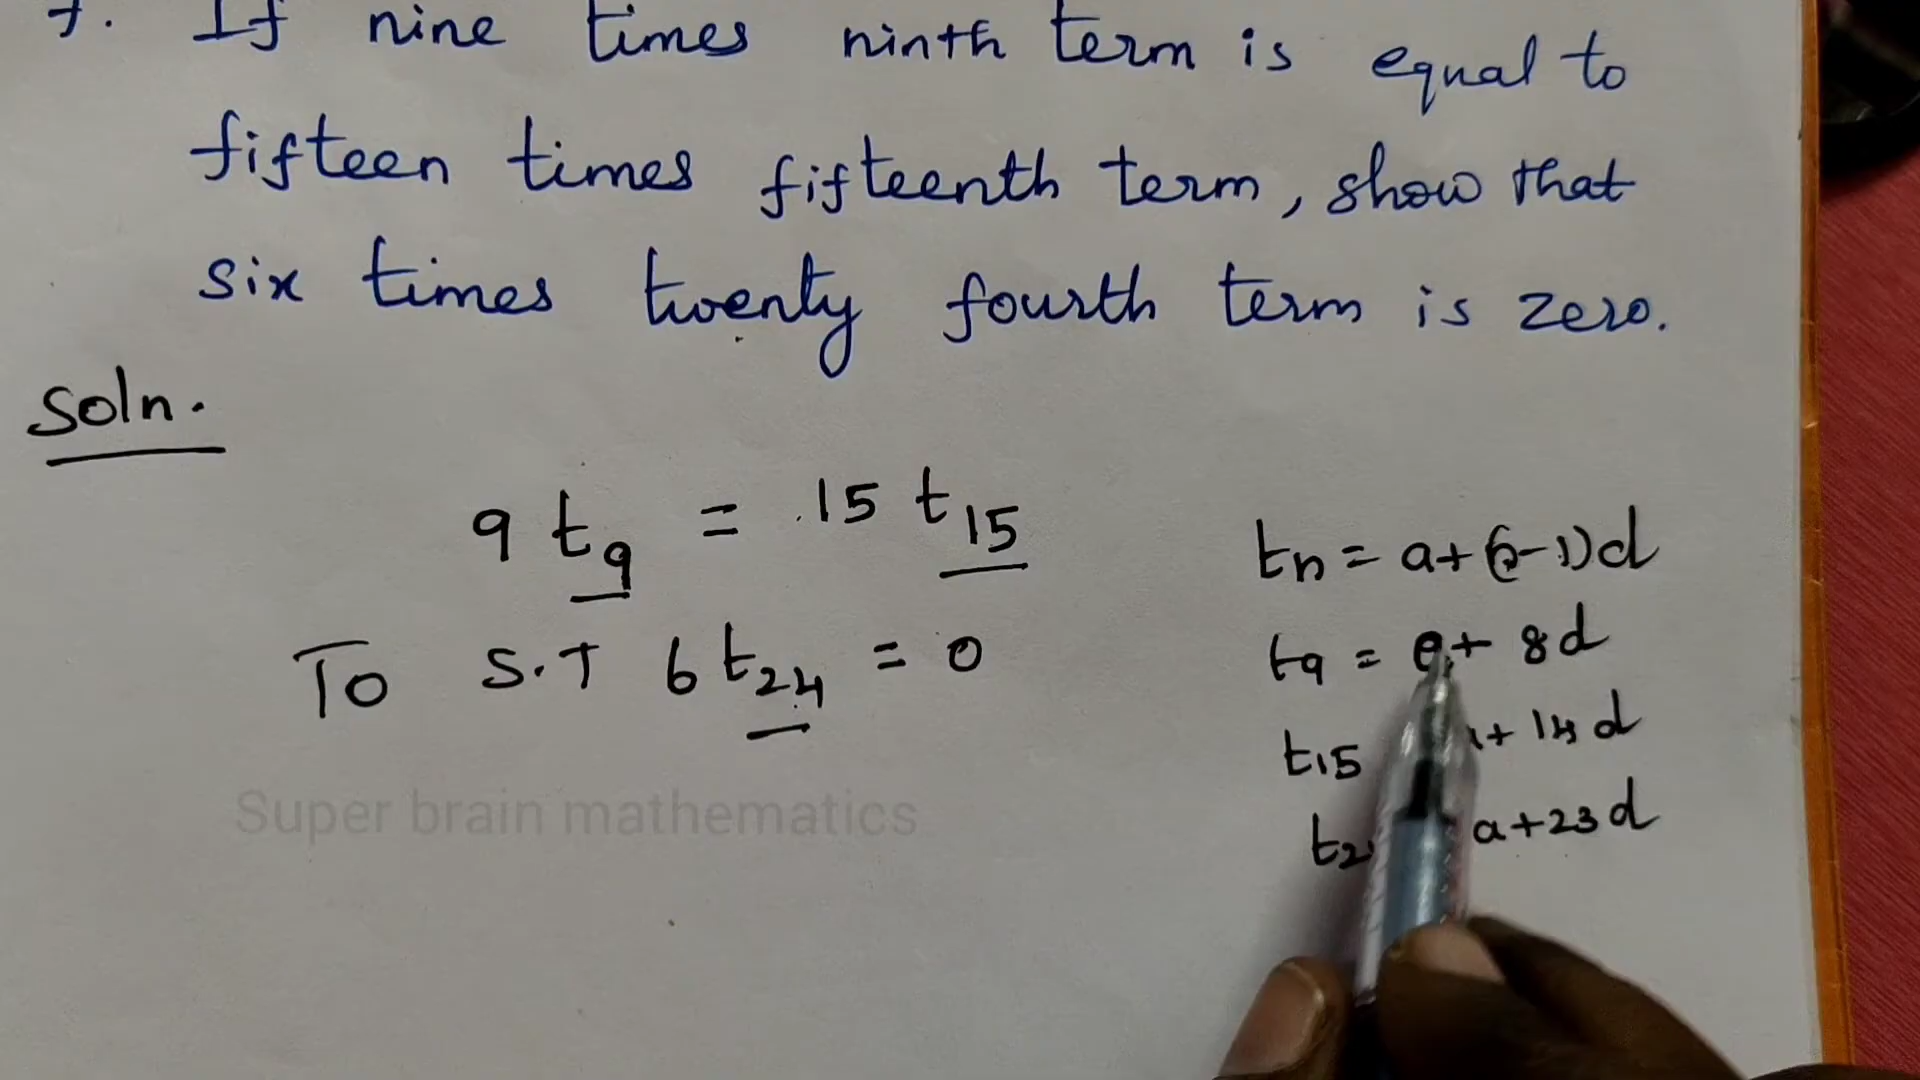 7. If nine times ninth term is equal to
fifteen times fifteenth term, show that
six times twenty fourth term is zero.
Soln.
9 t9 = 15 t15
To S.T 6 t24 = 0
tn = a+(n-1)d
t9 = a+ 8d
t15 + 14d
a+23d
Super brain mathematics